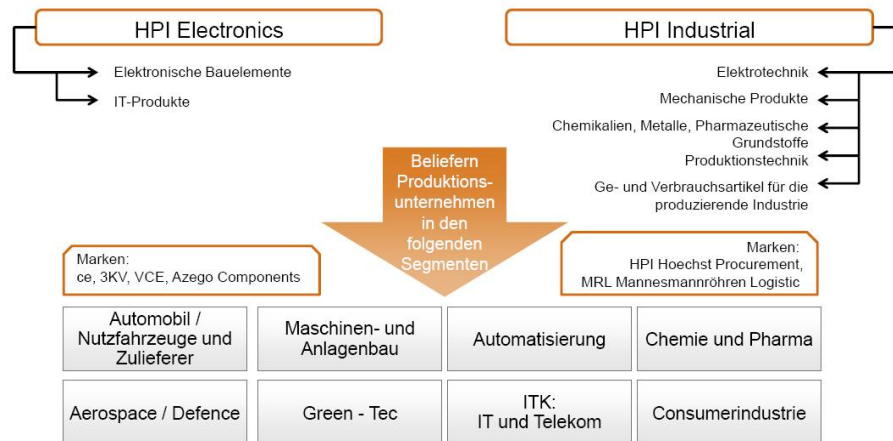 HPI Electronics
Elektronische Bauelemente
IT-Produkte
HPI Industrial
Elektrotechnik
Mechanische Produkte
Chemikalien, Metalle, Pharmazeutische
Grundstoffe
Produktionstechnik
Ge- und Verbrauchsartikel für die
produzierende Industrie
Beliefern
Produktions-
unternehmen
in den
folgenden
Segmenten
Marken:
ce, 3KV, VCE, Azego Components
Marken:
HPI Hoechst Procurement,
MRL Mannesmannröhren Logistic
Automobil /
Nutzfahrzeuge und
Zulieferer
Maschinen- und
Anlagenbau
Automatisierung
Chemie und Pharma
Aerospace / Defence
Green - Tec
ITK:
IT und Telekom
Consumerindustrie